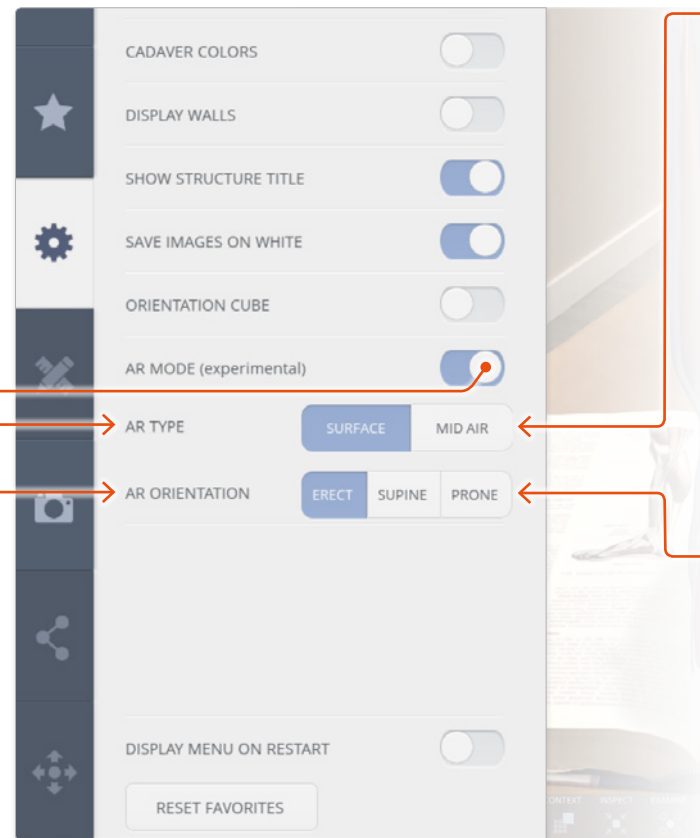 CADAVER COLORS
DISPLAY WALLS
SHOW STRUCTURE TITLE
SAVE IMAGES ON WHITE
ORIENTATION CUBE
AR MODE (experimental)
AR TYPE SURFACE MID AIR
AR ORIENTATION ERECT SUPINE PRONE
DISPLAY MENU ON RESTART
RESET FAVORITES
INSPECT